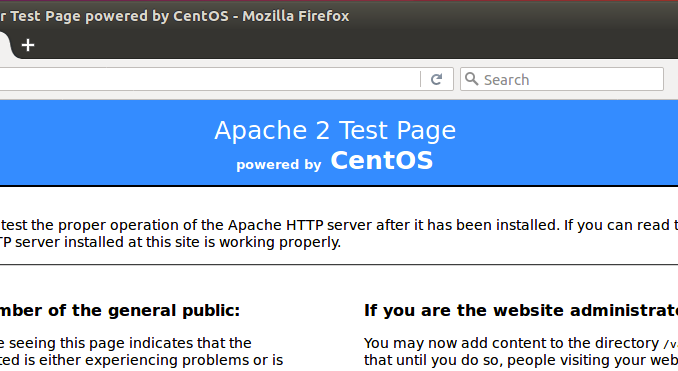 r Test Page powered by CentOS - Mozilla Firefox
Search
Apache 2 Test Page
powered by CentOS
test the proper operation of the Apache HTTP server after it has been installed. If you can read t
TP server installed at this site is working properly.
mber of the general public:
e seeing this page indicates that the
ted is either experiencing problems or is
If you are the website administrato
You may now add content to the directory /v
that until you do so, people visiting your web